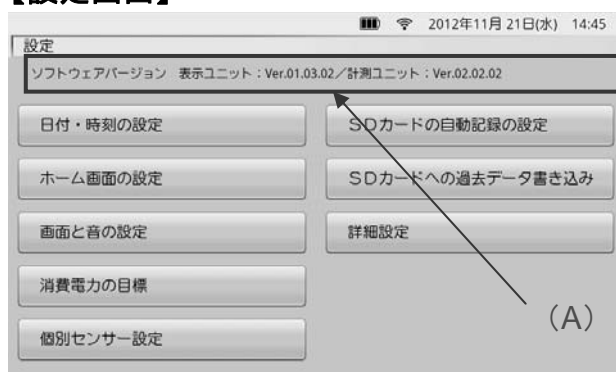 【設定画面】
2012年11月 21日(水) 14:45
設定
ソフトウェアバージョン 表示ユニット：Ver.01.03.02／計測ユニット：Ver.02.02.02
日付・時刻の設定
SDカードの自動記録の設定
ホーム画面の設定
SDカードへの過去データ書き込み
画面と音の設定
詳細設定
消費電力の目標
個別センサー設定
（A）